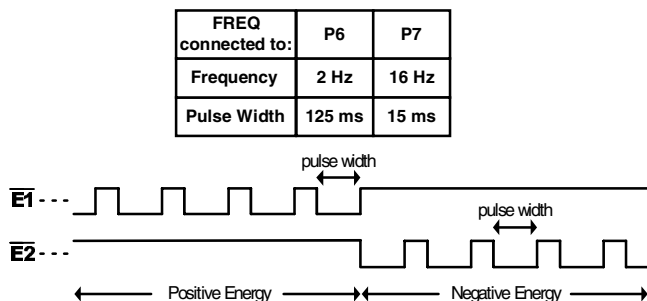 FREQ connected to: P6 P7
Frequency 2 Hz 16 Hz
Pulse Width 125 ms 15 ms
pulse width
E1
pulse width
E2
Positive Energy Negative Energy